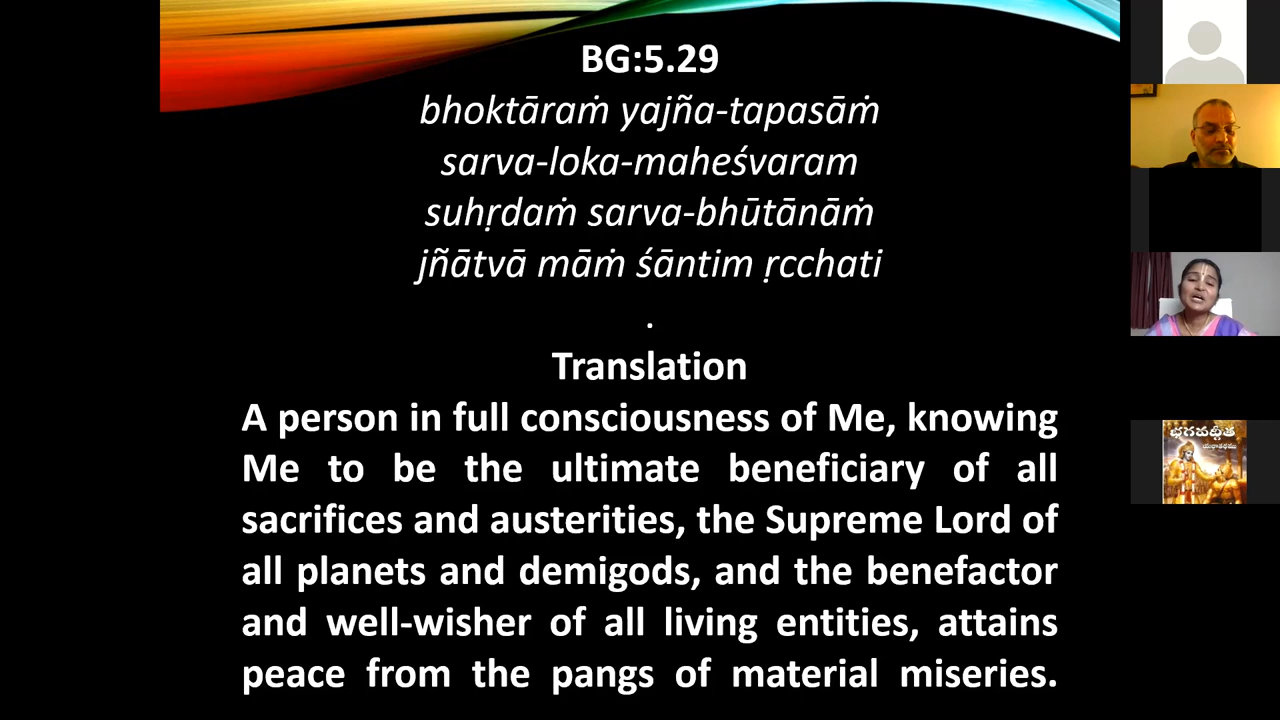 BG:5.29
bhoktāraṁ yajña-tapasāṁ
sarva-loka-maheśvaram
suhṛdaṁ sarva-bhūtānāṁ
jñātvā māṁ śāntim ṛcchati
.
Translation
A person in full consciousness of Me, knowing
Me to be the ultimate beneficiary of all
sacrifices and austerities, the Supreme Lord of
all planets and demigods, and the benefactor
and well-wisher of all living entities, attains
peace from the pangs of material miseries.
భగవద్గీత